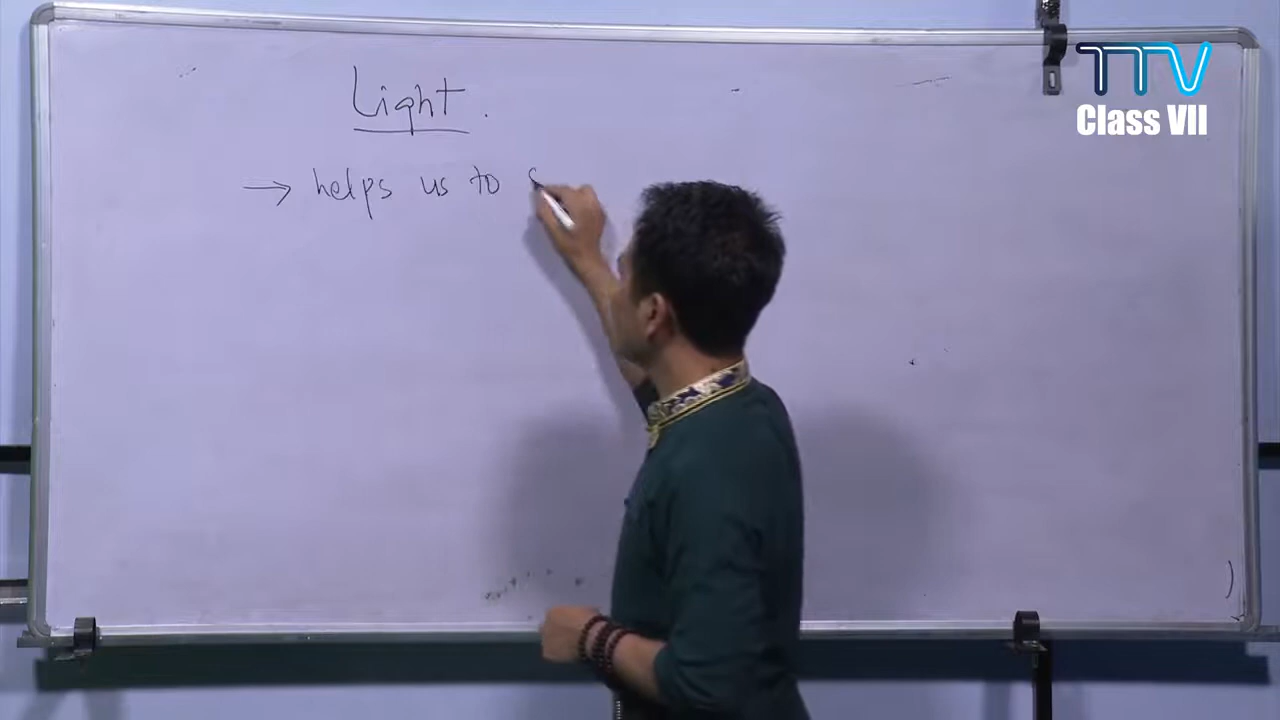 TTV
Class VII
Light.
→ helps us to